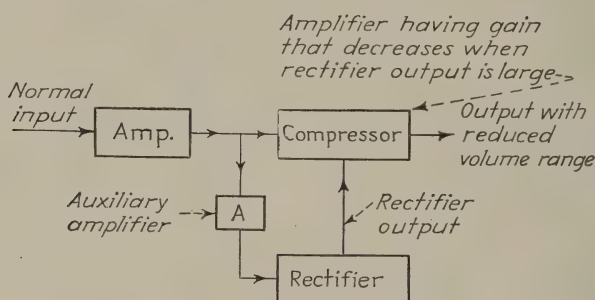 Amplifier having gain
that decreases when
rectifier output is large
Normal
input
Amp.
Compressor
Output with
reduced
volume range
Auxiliary
amplifier
A
Rectifier
output
Rectifier